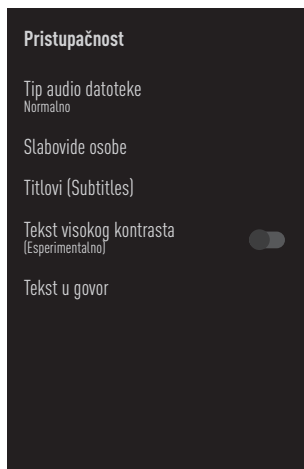 Pristupačnost
Tip audio datoteke
Normalno
Slabovide osobe
Titlovi (Subtitles)
Tekst visokog kontrasta
(Esperimentalno)
Tekst u govor